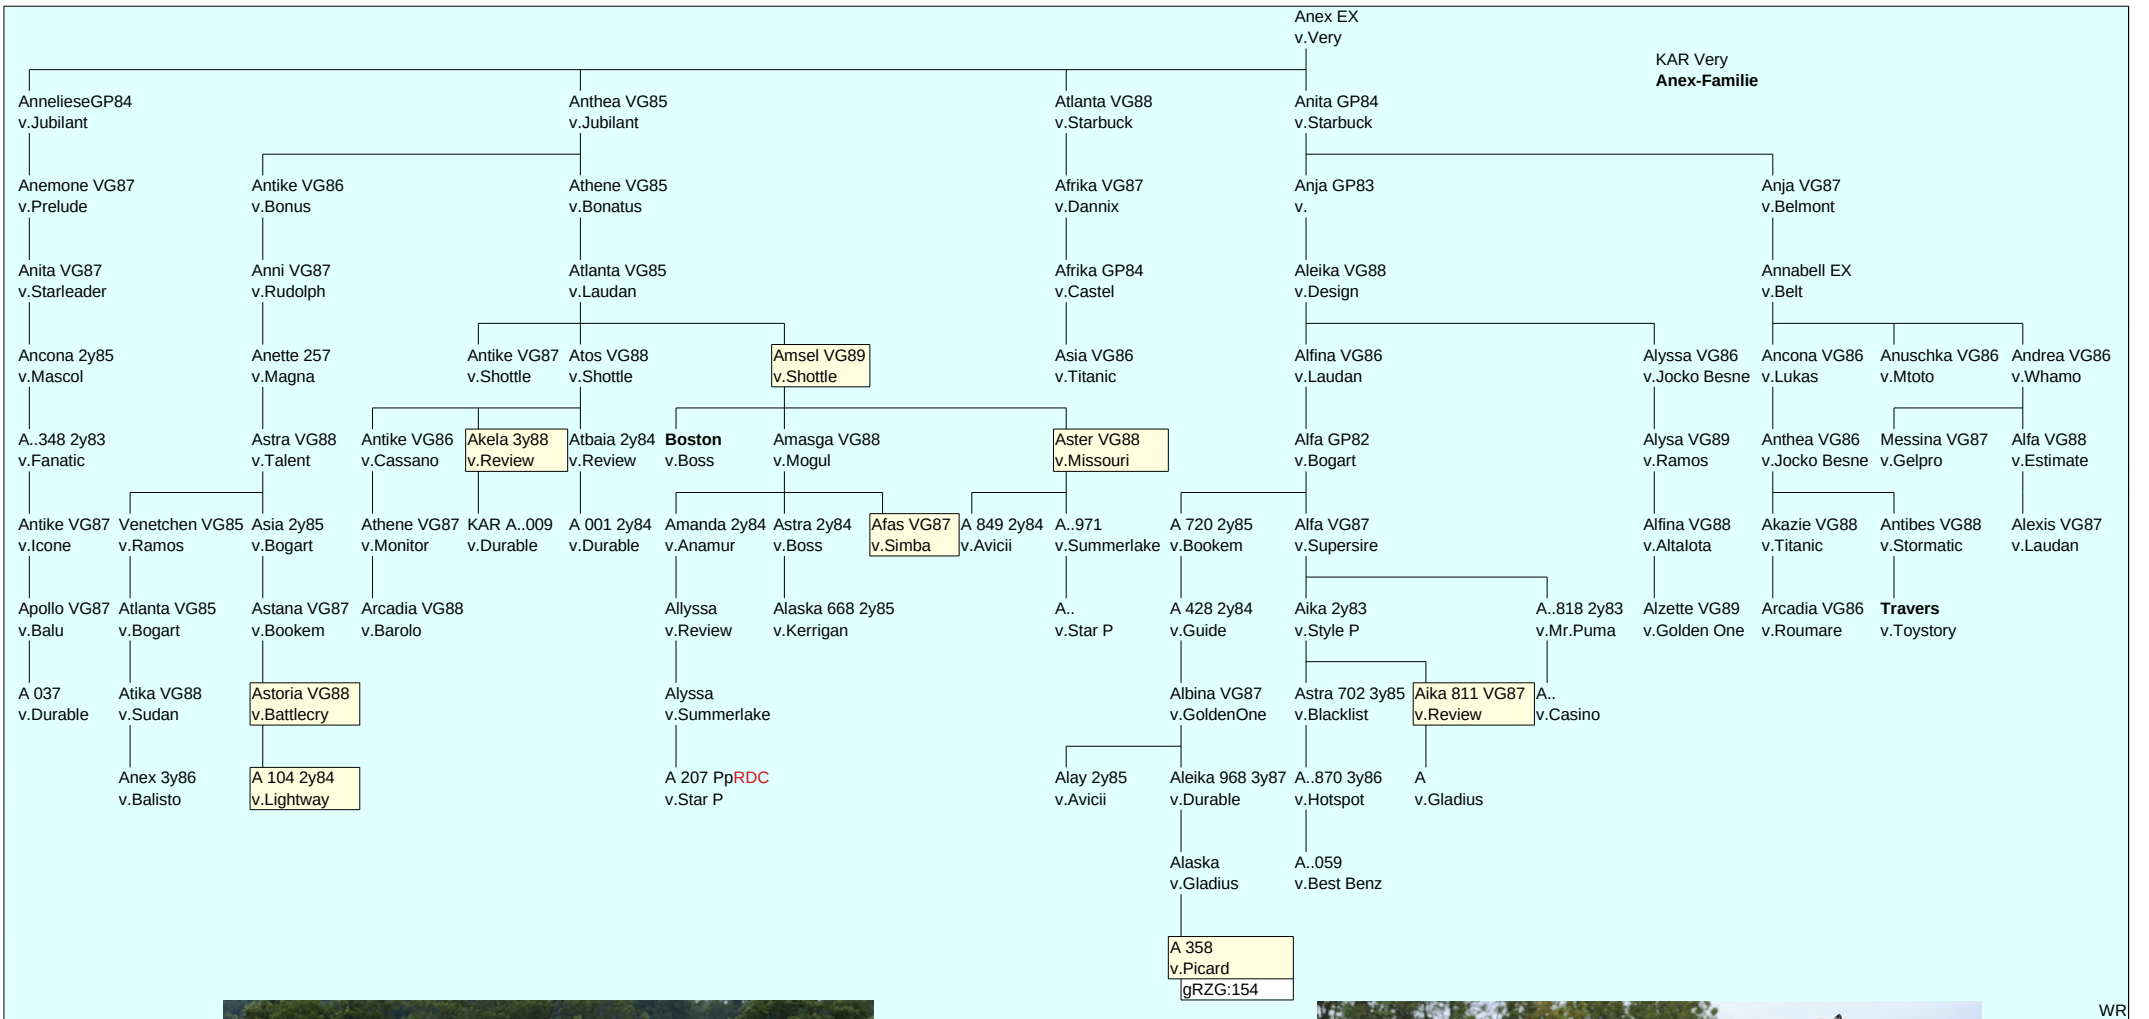 Anex EX
v.Very
KAR Very
Anex-Familie
AnnelieseGP84
v.Jubilant
Anthea VG85
v.Jubilant
Atlanta VG88
v.Starbuck
Anita GP84
v.Starbuck
Anemone VG87
v.Prelude
Antike VG86
v.Bonus
Athene VG85
v.Bonatus
Afrika VG87
v.Dannix
Anja GP83
v.
Anja VG87
v.Belmont
Anita VG87
v.Starleader
Anni VG87
v.Rudolph
Atlanta VG85
v.Laudan
Afrika GP84
v.Castel
Aleika VG88
v.Design
Annabell EX
v.Belt
Ancona 2y85
v.Mascol
Anette 257
v.Magna
Antike VG87
v.Shottle
Atos VG88
v.Shottle
Amsel VG89
v.Shottle
Asia VG86
v.Titanic
Alfina VG86
v.Laudan
Alyssa VG86
v.Jocko Besne
Ancona VG86
v.Lukas
Anuschka VG86
v.Mtoto
Andrea VG86
v.Whamo
A..348 2y83
v.Fanatic
Astra VG88
v.Talent
Antike VG86
v.Cassano
Akela 3y88
v.Review
Atbaia 2y84
v.Review
Boston
v.Boss
Amasga VG88
v.Mogul
Aster VG88
v.Missouri
Alfa GP82
v.Bogart
Alysa VG89
v.Ramos
Anthea VG86
v.Jocko Besne
Messina VG87
v.Gelpro
Alfa VG88
v.Estimate
Antike VG87
v.Icone
Venetchen VG85
v.Ramos
Asia 2y85
v.Bogart
Athene VG87
v.Monitor
KAR A..009
v.Durable
A 001 2y84
v.Durable
Amanda 2y84
v.Anamur
Astra 2y84
v.Boss
Afas VG87
v.Simba
A 849 2y84
v.Avicii
A..971
v.Summerlake
A 720 2y85
v.Bookem
Alfa VG87
v.Supersire
Alfina VG88
v.Altalota
Akazie VG88
v.Titanic
Antibes VG88
v.Stormatic
Alexis VG87
v.Laudan
Apollo VG87
v.Balu
Atlanta VG85
v.Bogart
Astana VG87
v.Bookem
Arcadia VG88
v.Barolo
Allyssa
v.Review
Alaska 668 2y85
v.Kerrigan
A..
v.Star P
A 428 2y84
v.Guide
Aika 2y83
v.Style P
A..818 2y83
v.Mr.Puma
Alzette VG89
v.Golden One
Arcadia VG86
v.Roumare
Travers
v.Toystory
A 037
v.Durable
Atika VG88
v.Sudan
Astoria VG88
v.Battlecry
Alyssa
v.Summerlake
Albina VG87
v.GoldenOne
Astra 702 3y85
v.Blacklist
Aika 811 VG87
v.Review
A..
v.Casino
Anex 3y86
v.Balisto
A 104 2y84
v.Lightway
A 207 PpRDC
v.Star P
Alay 2y85
v.Avicii
Aleika 968 3y87
v.Durable
A..870 3y86
v.Hotspot
A
v.Gladius
Alaska
v.Gladius
A..059
v.Best Benz
A 358
v.Picard
gRZG:154
WR